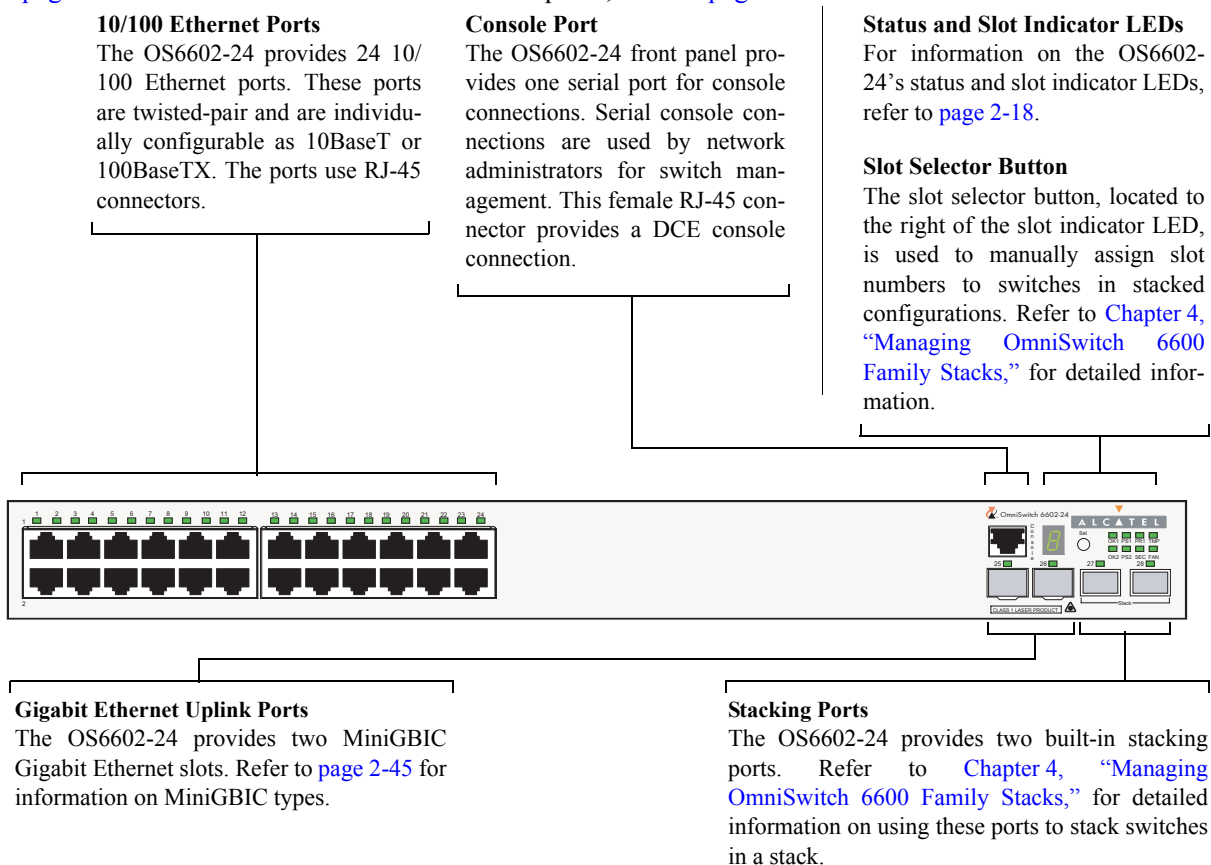 10/100 Ethernet Ports
The OS6602-24 provides 24 10/
100 Ethernet ports. These ports
are twisted-pair and are individu-
ally configurable as 10BaseT or
100BaseTX. The ports use RJ-45
connectors.
Console Port
The OS6602-24 front panel pro-
vides one serial port for console
connections. Serial console con-
nections are used by network
administrators for switch man-
agement. This female RJ-45 con-
nector provides a DCE console
connection.
Status and Slot Indicator LEDs
For information on the OS6602-
24’s status and slot indicator LEDs,
refer to page 2-18.
Slot Selector Button
The slot selector button, located to
the right of the slot indicator LED,
is used to manually assign slot
numbers to switches in stacked
configurations. Refer to Chapter 4,
“Managing OmniSwitch 6600
Family Stacks,” for detailed infor-
mation.
1 2 3 4 5 6 7 8 9 10 11 12 13 14 15 16 17 18 19 20 21 22 23 24
1
2
OmniSwitch 6602-24
ALCATEL
Console
Sel
OK1 PS1 PR1 TMP
OK2 PS2 SEC FAN
25 26 27 28
CLASS 1 LASER PRODUCT
Stack
Gigabit Ethernet Uplink Ports
The OS6602-24 provides two MiniGBIC
Gigabit Ethernet slots. Refer to page 2-45 for
information on MiniGBIC types.
Stacking Ports
The OS6602-24 provides two built-in stacking
ports. Refer to Chapter 4, “Managing
OmniSwitch 6600 Family Stacks,” for detailed
information on using these ports to stack switches
in a stack.